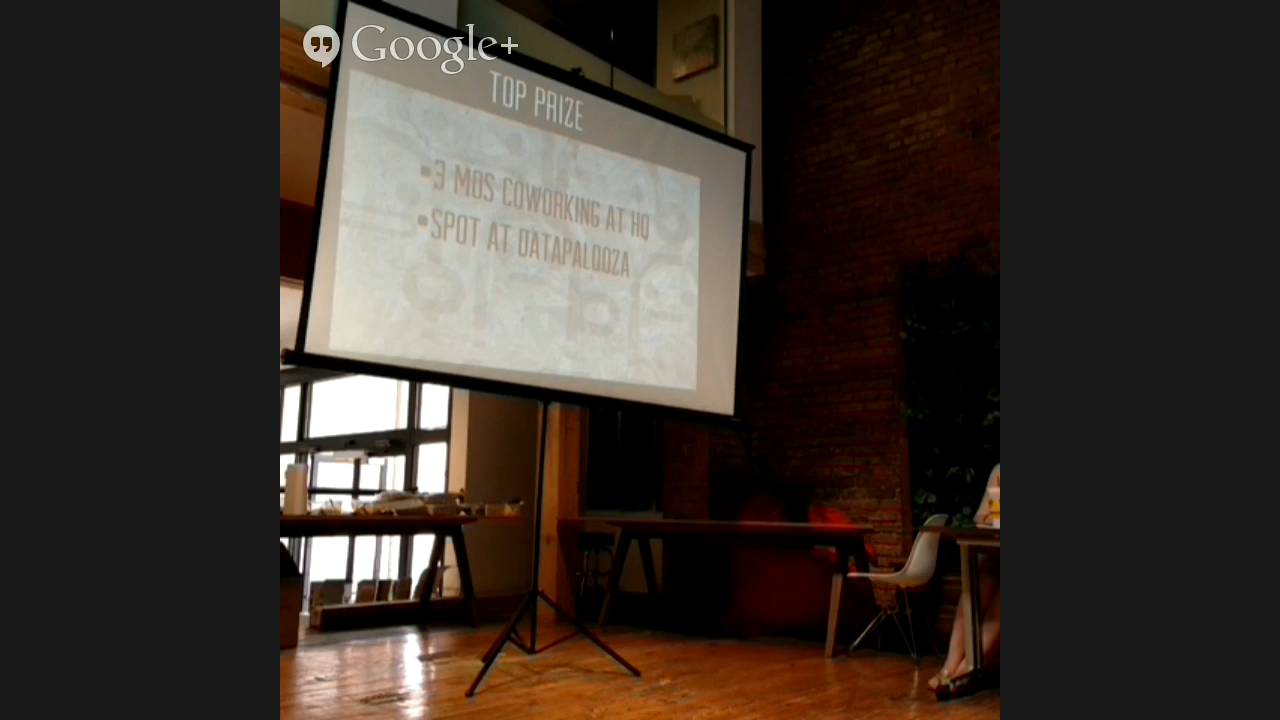 Google+
TOP PRIZE
•3 MOS COWORKING AT HQ
•SPOT AT DATAPALOOZA